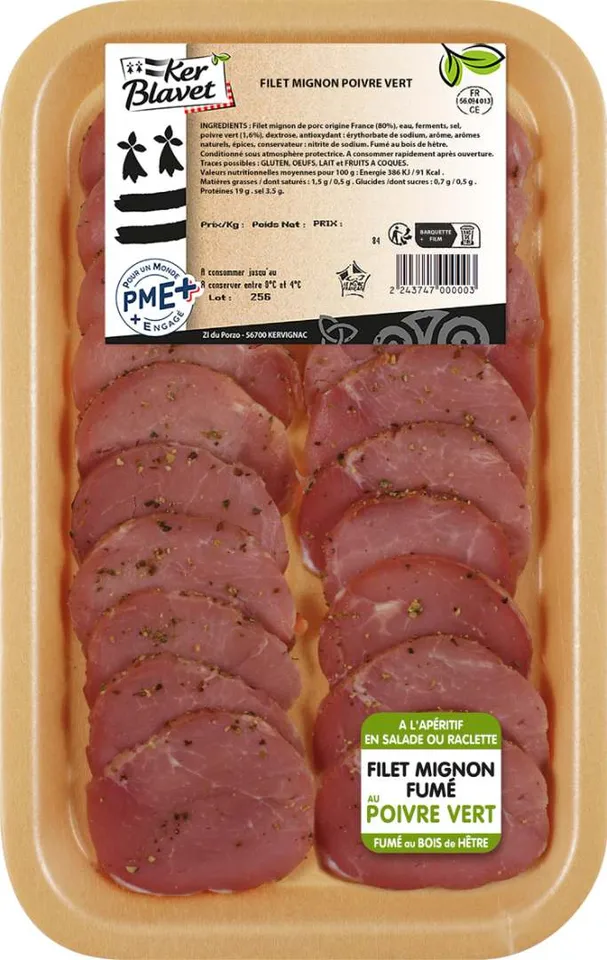 Ker
Blavet
FILET MIGNON POIVRE VERT
FR
56.094.013
CE
INGREDIENTS : Filet mignon de porc origine France (80%), eau, ferments, sel,
poivre vert (1,6%), dextrose, antioxydant : érythorbate de sodium, arôme, arômes
naturels, épices, conservateur : nitrite de sodium. Fumé au bois de hêtre.
Conditionné sous atmosphère protectrice. A consommer rapidement après ouverture.
Traces possibles : GLUTEN, OEUFS, LAIT et FRUITS A COQUES.
Valeurs nutritionnelles moyennes pour 100 g : Energie 386 KJ / 91 Kcal .
Matières grasses / dont saturés : 1,5 g / 0,5 g . Glucides /dont sucres : 0,7 g / 0,5 g .
Protéines 19 g . sel 3.5 g.
Prix/Kg : Poids Net : PRIX :
84
BARQUETTE
+ FILM
POUR UN MONDE
PME+
+ ENGAGÉ
A consommer jusqu'au
A conserver entre 0°C et 4°C
Lot : 256
LE PORC
FRANÇAIS
2 243747 000003
ZI du Porzo - 56700 KERVIGNAC
A L'APÉRITIF
EN SALADE OU RACLETTE
FILET MIGNON
FUMÉ
AU
POIVRE VERT
FUMÉ au BOIS de HÊTRE